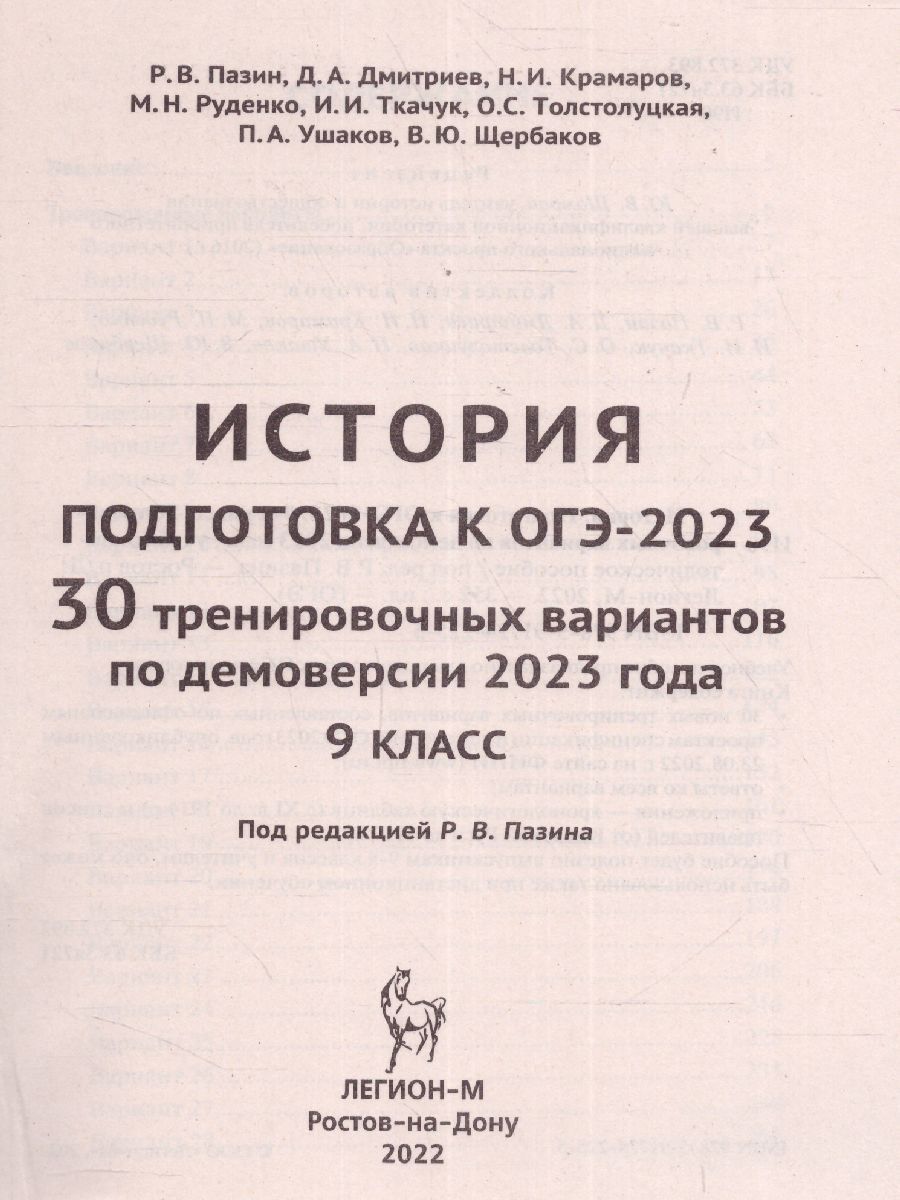 Р. В. Пазин, Д. А. Дмитриев, Н. И. Крамаров,
М. Н. Руденко, И. И. Ткачук, О. С. Толстолуцкая,
П. А. Ушаков, В. Ю. Щербаков
ИСТОРИЯ
ПОДГОТОВКА К ОГЭ-2023
30 тренировочных вариантов
по демоверсии 2023 года
9 КЛАСС
Под редакцией Р. В. Пазина
ЛЕГИОН-М
Ростов-на-Дону
2022